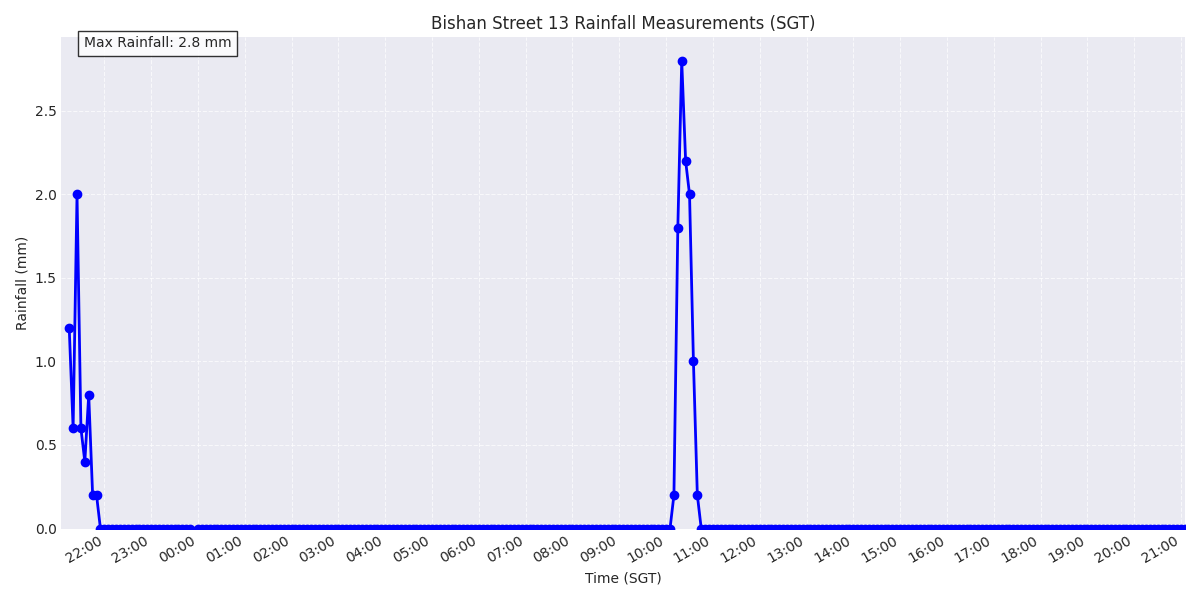 Bishan Street 13 Rainfall Measurements (SGT)
Max Rainfall: 2.8 mm
2.5
2.0
1.5
1.0
0.5
0.0
Rainfall (mm)
22:00 23:00 00:00 01:00 02:00 03:00 04:00 05:00 06:00 07:00 08:00 09:00 10:00 11:00 12:00 13:00 14:00 15:00 16:00 17:00 18:00 19:00 20:00 21:00
Time (SGT)